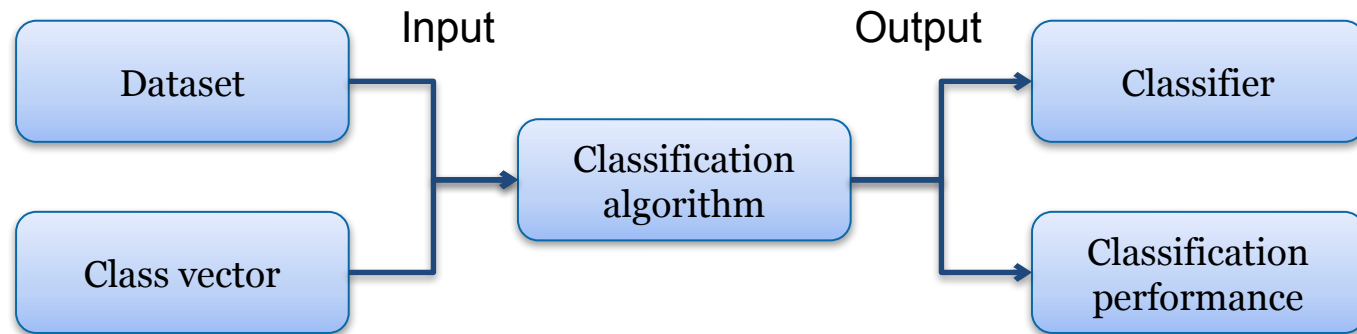 Input
Output
Dataset
Classifier
Classification
algorithm
Class vector
Classification
performance